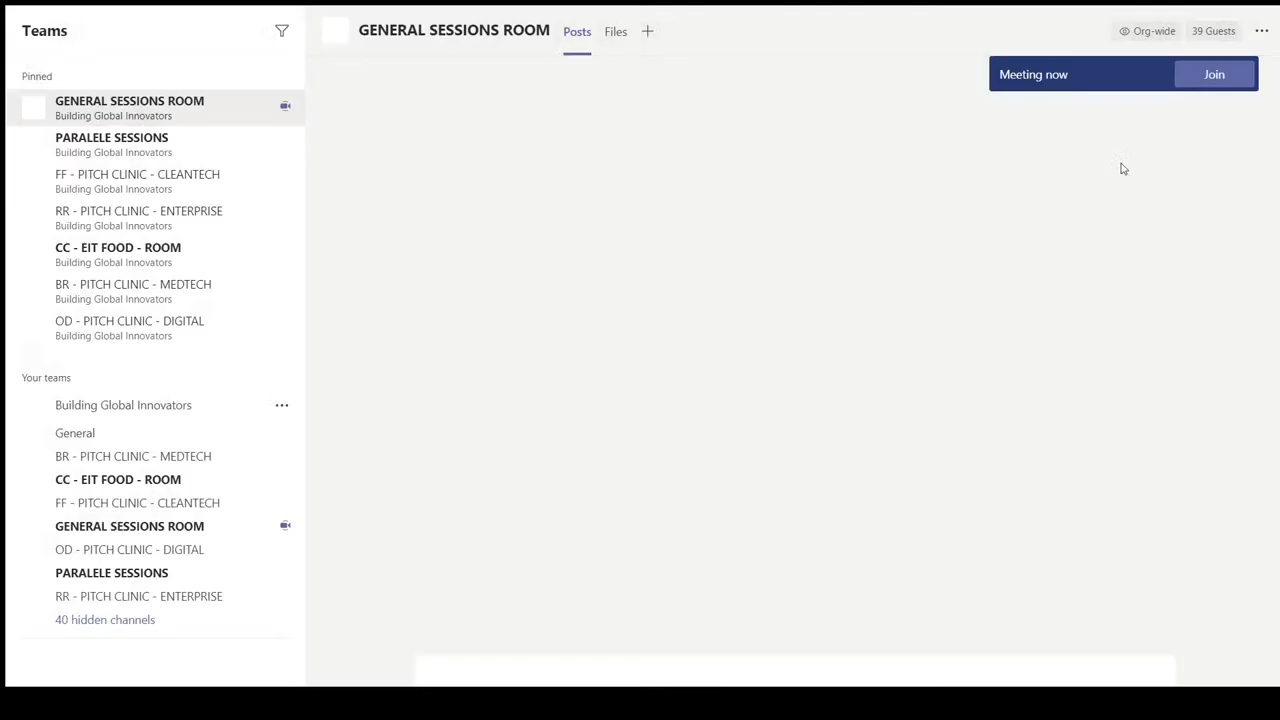 Teams
GENERAL SESSIONS ROOM
Posts
Files
Org-wide
39 Guests
Meeting now
Join
Pinned
GENERAL SESSIONS ROOM
Building Global Innovators
PARALELE SESSIONS
Building Global Innovators
FF - PITCH CLINIC - CLEANTECH
Building Global Innovators
RR - PITCH CLINIC - ENTERPRISE
Building Global Innovators
CC - EIT FOOD - ROOM
Building Global Innovators
BR - PITCH CLINIC - MEDTECH
Building Global Innovators
OD - PITCH CLINIC - DIGITAL
Building Global Innovators
Your teams
Building Global Innovators
General
BR - PITCH CLINIC - MEDTECH
CC - EIT FOOD - ROOM
FF - PITCH CLINIC - CLEANTECH
GENERAL SESSIONS ROOM
OD - PITCH CLINIC - DIGITAL
PARALELE SESSIONS
RR - PITCH CLINIC - ENTERPRISE
40 hidden channels